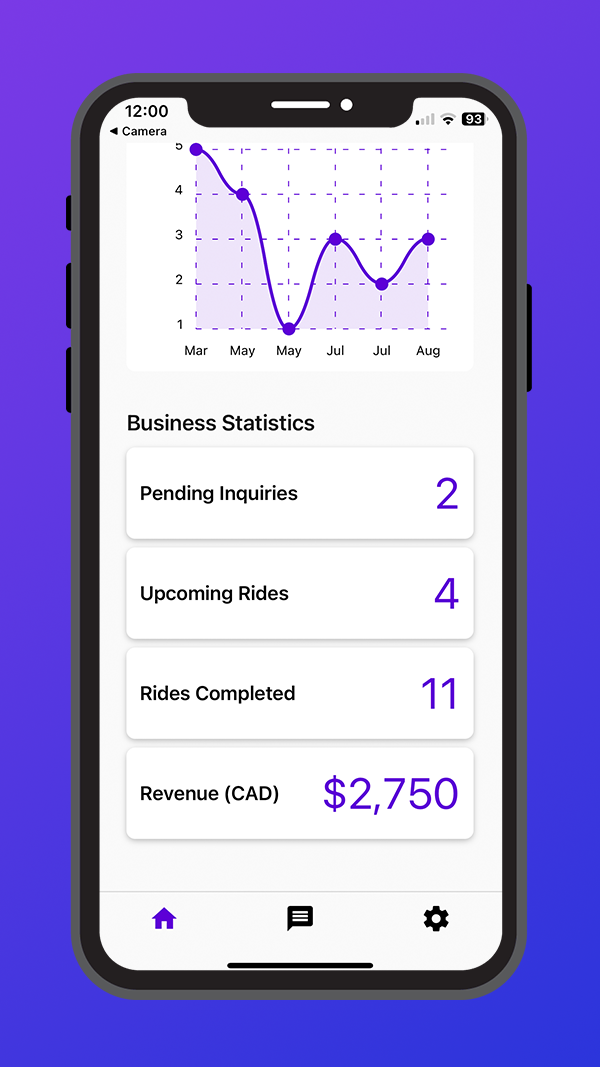 12:00
93
◀ Camera
5
4
3
2
1
Mar May May Jul Jul Aug
Business Statistics
Pending Inquiries 2
Upcoming Rides 4
Rides Completed 11
Revenue (CAD) $2,750